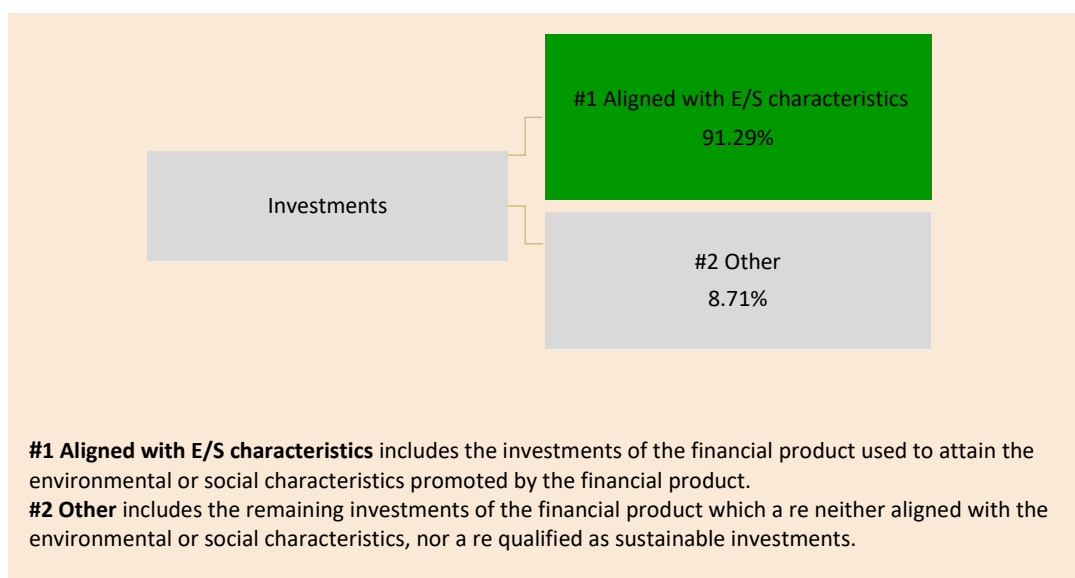 #1 Aligned with E/S characteristics
91.29%
Investments
#2 Other
8.71%
#1 Aligned with E/S characteristics includes the investments of the financial product used to attain the
environmental or social characteristics promoted by the financial product.
#2 Other includes the remaining investments of the financial product which a re neither aligned with the
environmental or social characteristics, nor a re qualified as sustainable investments.